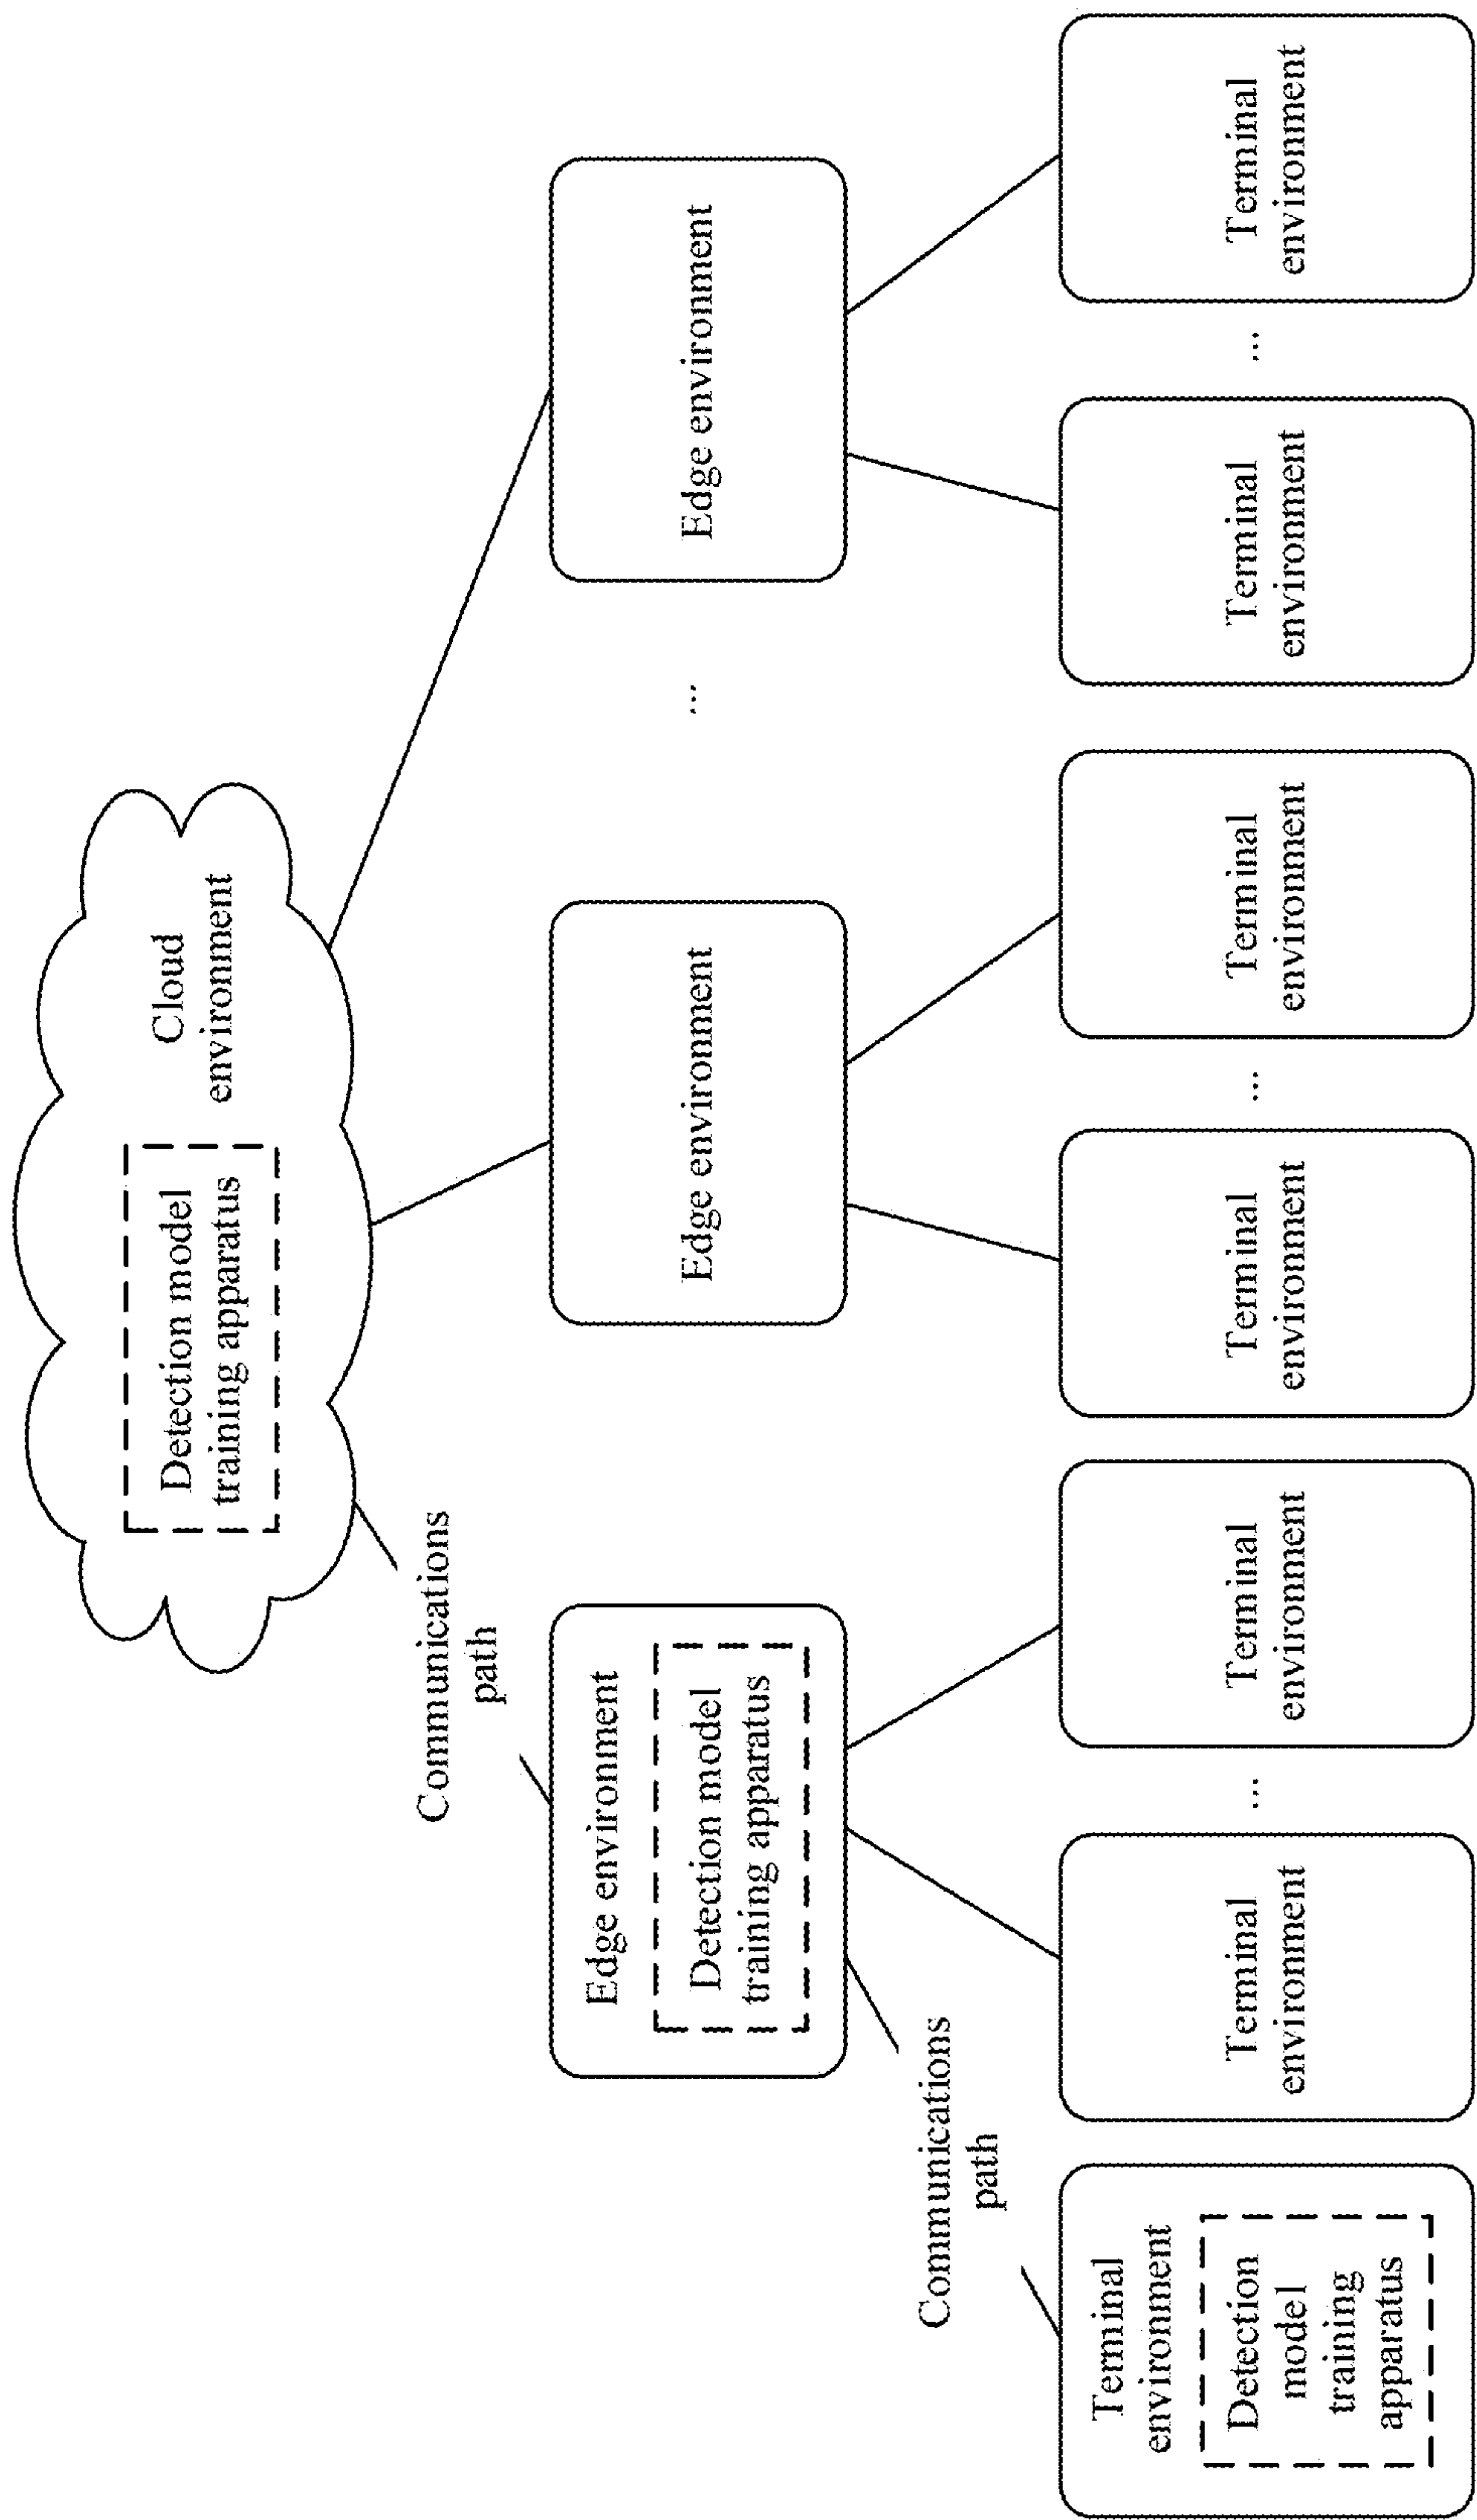 Detection model
training apparatus
Cloud
environment
Communications
path
Edge environment
Detection model
training apparatus
Edge environment
...
Edge environment
Communications
path
Terminal
environment
Detection
model
training
apparatus
Terminal
environment
...
Terminal
environment
Terminal
environment
...
Terminal
environment
Terminal
environment
...
Terminal
environment